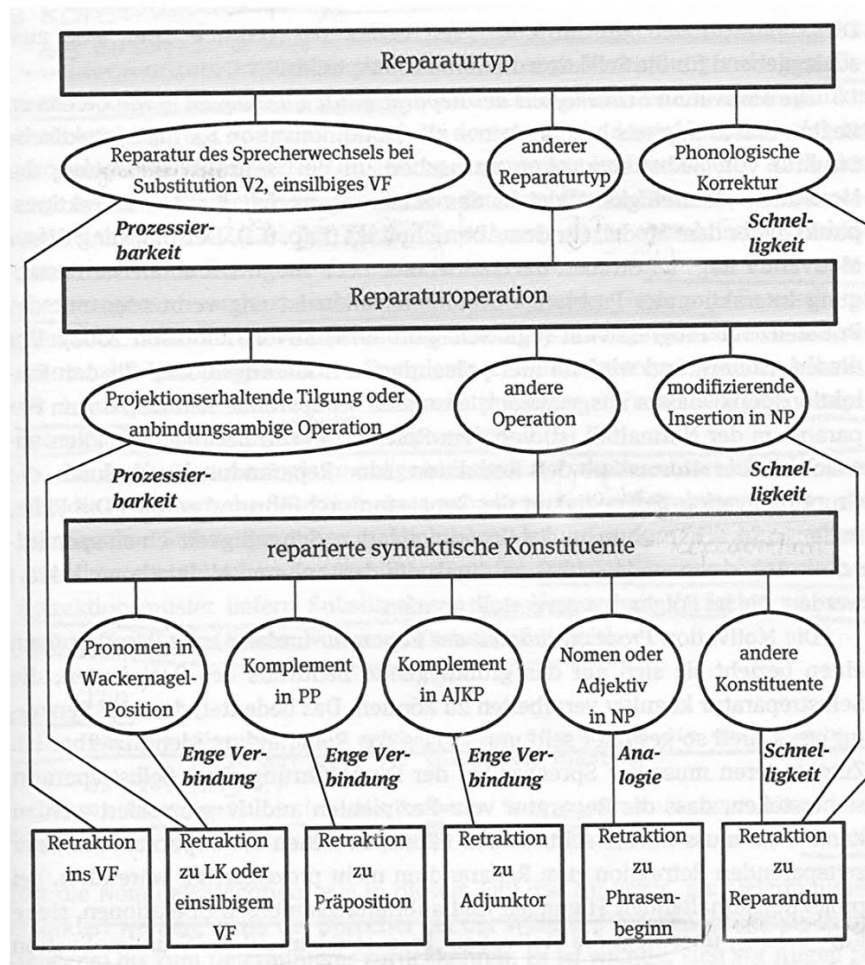 Reparaturtyp
Reparatur des Sprecherwechsels bei
Substitution V2, einsilbiges VF
anderer
Reparaturtyp
Phonologische
Korrektur
Prozessier-
barkeit
Schnel-
ligkeit
Reparaturoperation
Projektionserhaltende Tilgung oder
anbindungsambige Operation
andere
Operation
modifizierende
Insertion in NP
Prozessier-
barkeit
Schnel-
ligkeit
reparierte syntaktische Konstituente
Pronomen in
Wackernagel-
Position
Komplement
in PP
Komplement
in AJKP
Nomen oder
Adjektiv
in NP
andere
Konstituente
Enge Ver-
bindung
Enge Ver-
bindung
Enge Ver-
bindung
Ana-
logie
Schnel-
ligkeit
Retraktion
ins VF
Retraktion
zu LK oder
einsilbigem
VF
Retraktion
zu
Präposition
Retraktion
zu
Adjunktor
Retraktion
zu
Phrasen-
beginn
Retraktion
zu
Reparandum